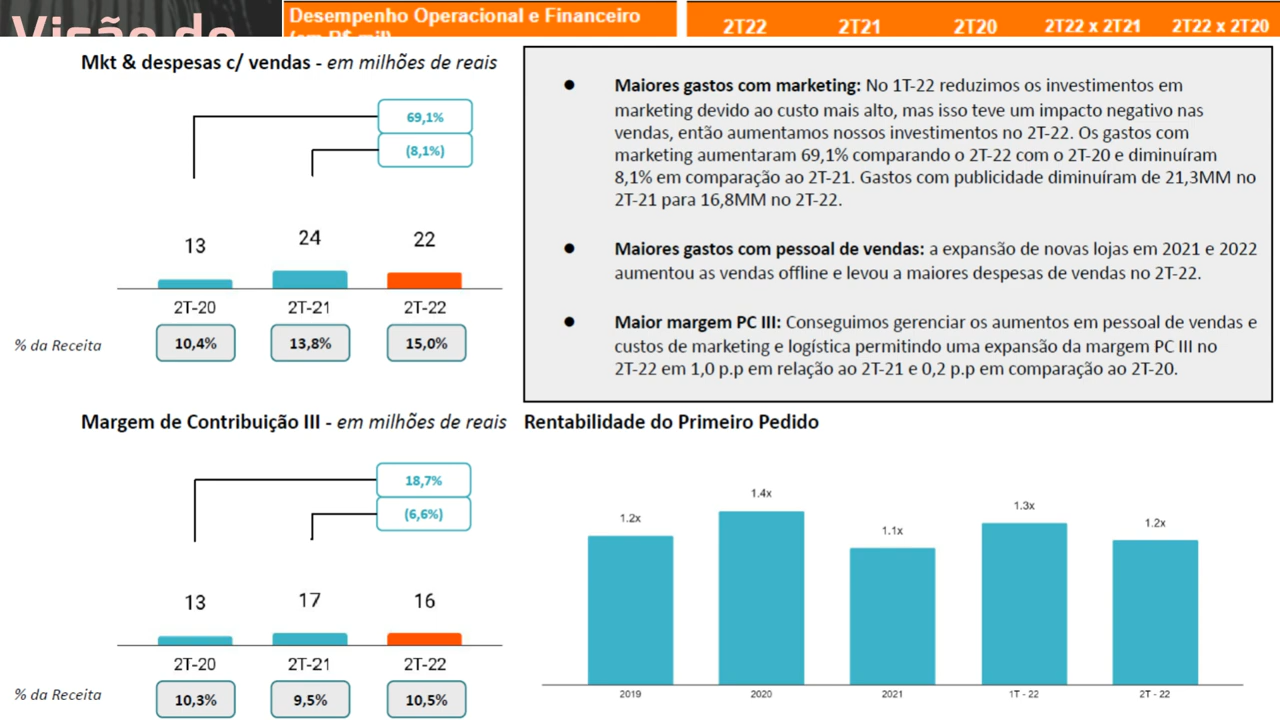 Visão do
Desempenho Operacional e Financeiro
(em R$ mil)
2T22 2T21 2T20 2T22 x 2T21 2T22 x 2T20
Mkt & despesas c/ vendas - em milhões de reais
69,1%
(8,1%)
13 24 22
2T-20 2T-21 2T-22
% da Receita 10,4% 13,8% 15,0%
● Maiores gastos com marketing: No 1T-22 reduzimos os investimentos em
marketing devido ao custo mais alto, mas isso teve um impacto negativo nas
vendas, então aumentamos nossos investimentos no 2T-22. Os gastos com
marketing aumentaram 69,1% comparando o 2T-22 com o 2T-20 e diminuíram
8,1% em comparação ao 2T-21. Gastos com publicidade diminuíram de 21,3MM no
2T-21 para 16,8MM no 2T-22.
● Maiores gastos com pessoal de vendas: a expansão de novas lojas em 2021 e 2022
aumentou as vendas offline e levou a maiores despesas de vendas no 2T-22.
● Maior margem PC III: Conseguimos gerenciar os aumentos em pessoal de vendas e
custos de marketing e logística permitindo uma expansão da margem PC III no
2T-22 em 1,0 p.p em relação ao 2T-21 e 0,2 p.p em comparação ao 2T-20.
Margem de Contribuição III - em milhões de reais
18,7%
(6,6%)
13 17 16
2T-20 2T-21 2T-22
% da Receita 10,3% 9,5% 10,5%
Rentabilidade do Primeiro Pedido
1.2x 1.4x 1.1x 1.3x 1.2x
2019 2020 2021 1T - 22 2T - 22